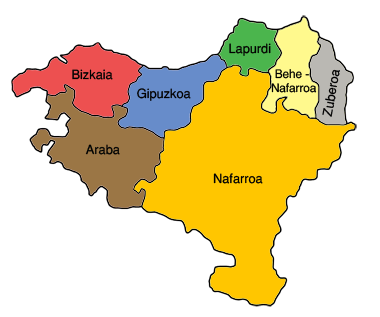 Lapurdi
Bizkaia
Behe -
Nafarroa
Gipuzkoa
Zuberoa
Araba
Nafarroa